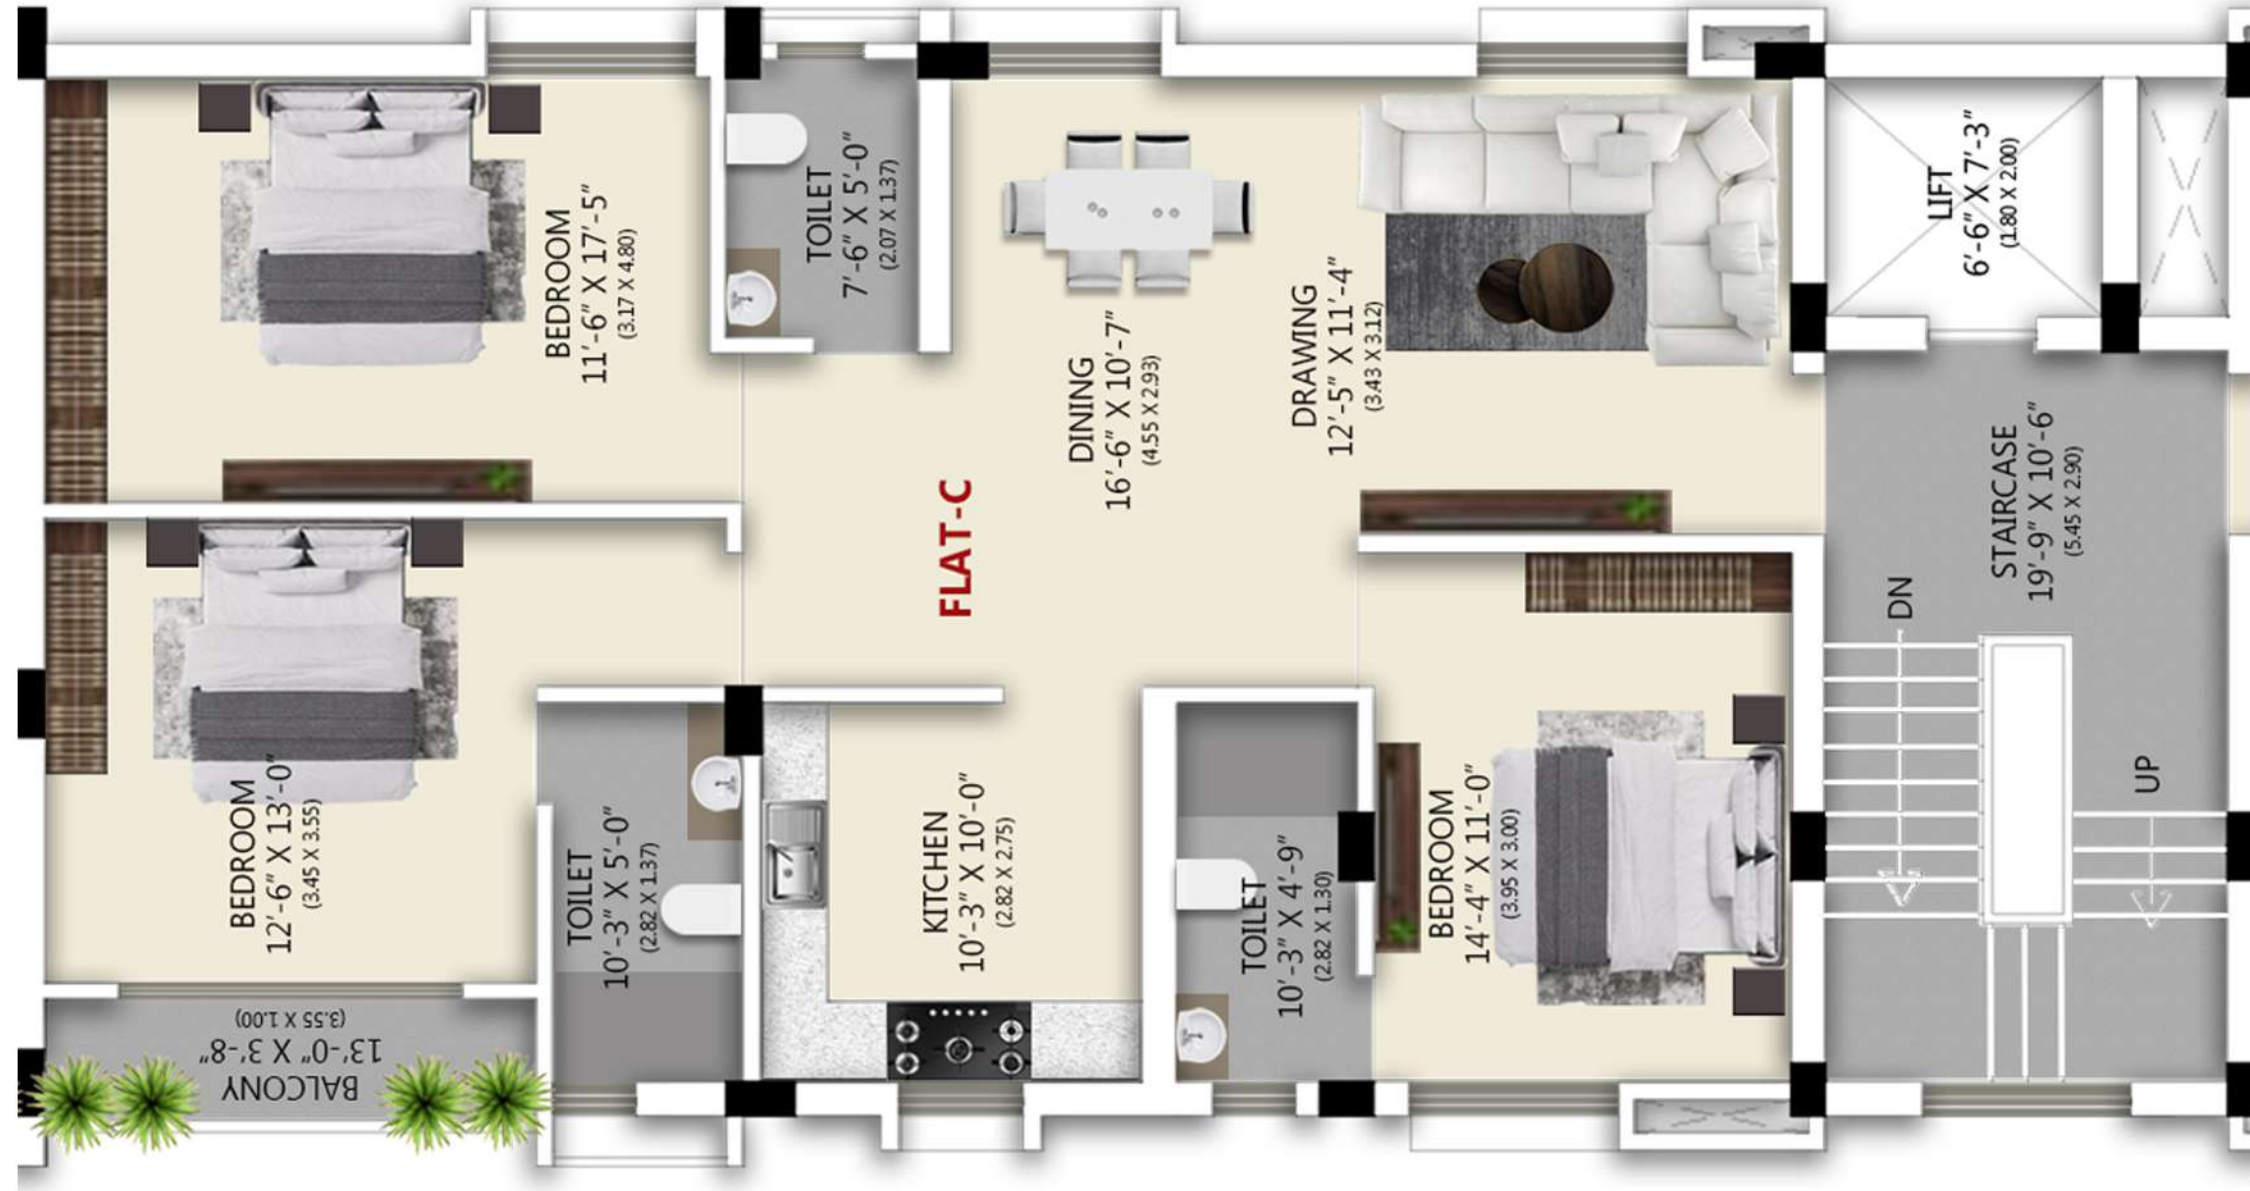 BEDROOM
11'-6" X 17'-5"
(3.17 X 4.80)
TOILET
7'-6" X 5'-0"
(2.07 X 1.37)
DINING
16'-6" X 10'-7"
(4.55 X 2.93)
DRAWING
12'-5" X 11'-4"
(3.43 X 3.12)
LIFT
6'-6" X 7'-3"
(1.80 X 2.00)
FLAT-C
STAIRCASE
19'-9" X 10'-6"
(5.45 X 2.90)
DN
UP
BEDROOM
12'-6" X 13'-0"
(3.45 X 3.55)
TOILET
10'-3" X 5'-0"
(2.82 X 1.37)
KITCHEN
10'-3" X 10'-0"
(2.82 X 2.75)
TOILET
10'-3" X 4'-9"
(2.82 X 1.30)
BEDROOM
14'-4" X 11'-0"
(3.95 X 3.00)
BALCONY
13'-0" X 3'-8"
(3.55 X 1.00)